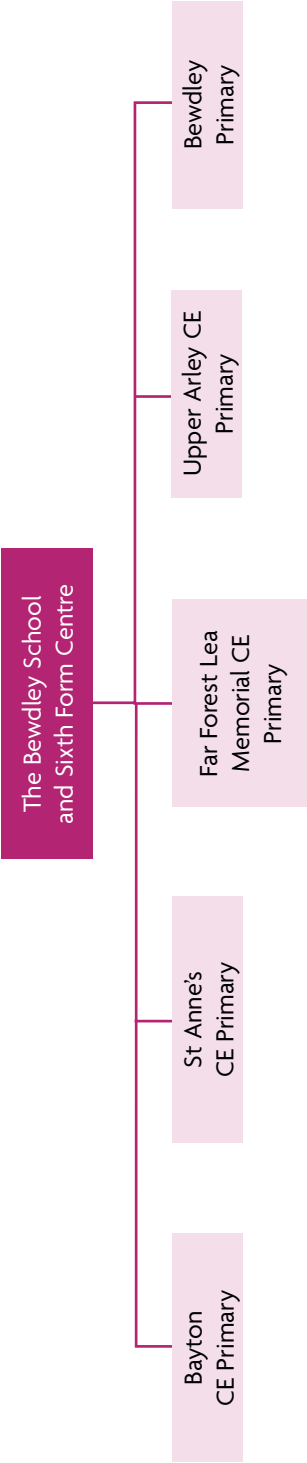 The Bewdley School
and Sixth Form Centre
Bayton
CE Primary
St Anne's
CE Primary
Far Forest Lea
Memorial CE
Primary
Upper Arley CE
Primary
Bewdley
Primary